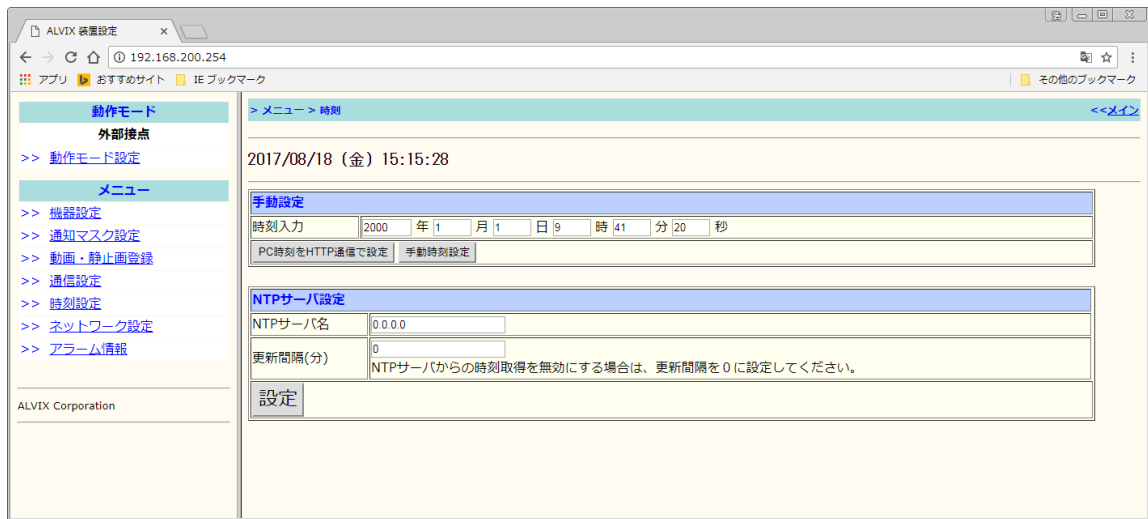 ALVIX 装置設定
192.168.200.254
アプリ おすすめサイト IE ブックマーク その他のブックマーク
動作モード
外部接点
>> 動作モード設定
メニュー
>> 機器設定
>> 通知マスク設定
>> 動画・静止画登録
>> 通信設定
>> 時刻設定
>> ネットワーク設定
>> アラーム情報
ALVIX Corporation
> メニュー > 時刻 <<メイン
2017/08/18 (金) 15:15:28
手動設定
時刻入力 2000 年 1 月 1 日 9 時 41 分 20 秒
PC時刻をHTTP通信で設定 手動時刻設定
NTPサーバ設定
NTPサーバ名 0.0.0.0
更新間隔(分) 0
NTPサーバからの時刻取得を無効にする場合は、更新間隔を０に設定してください。
設定